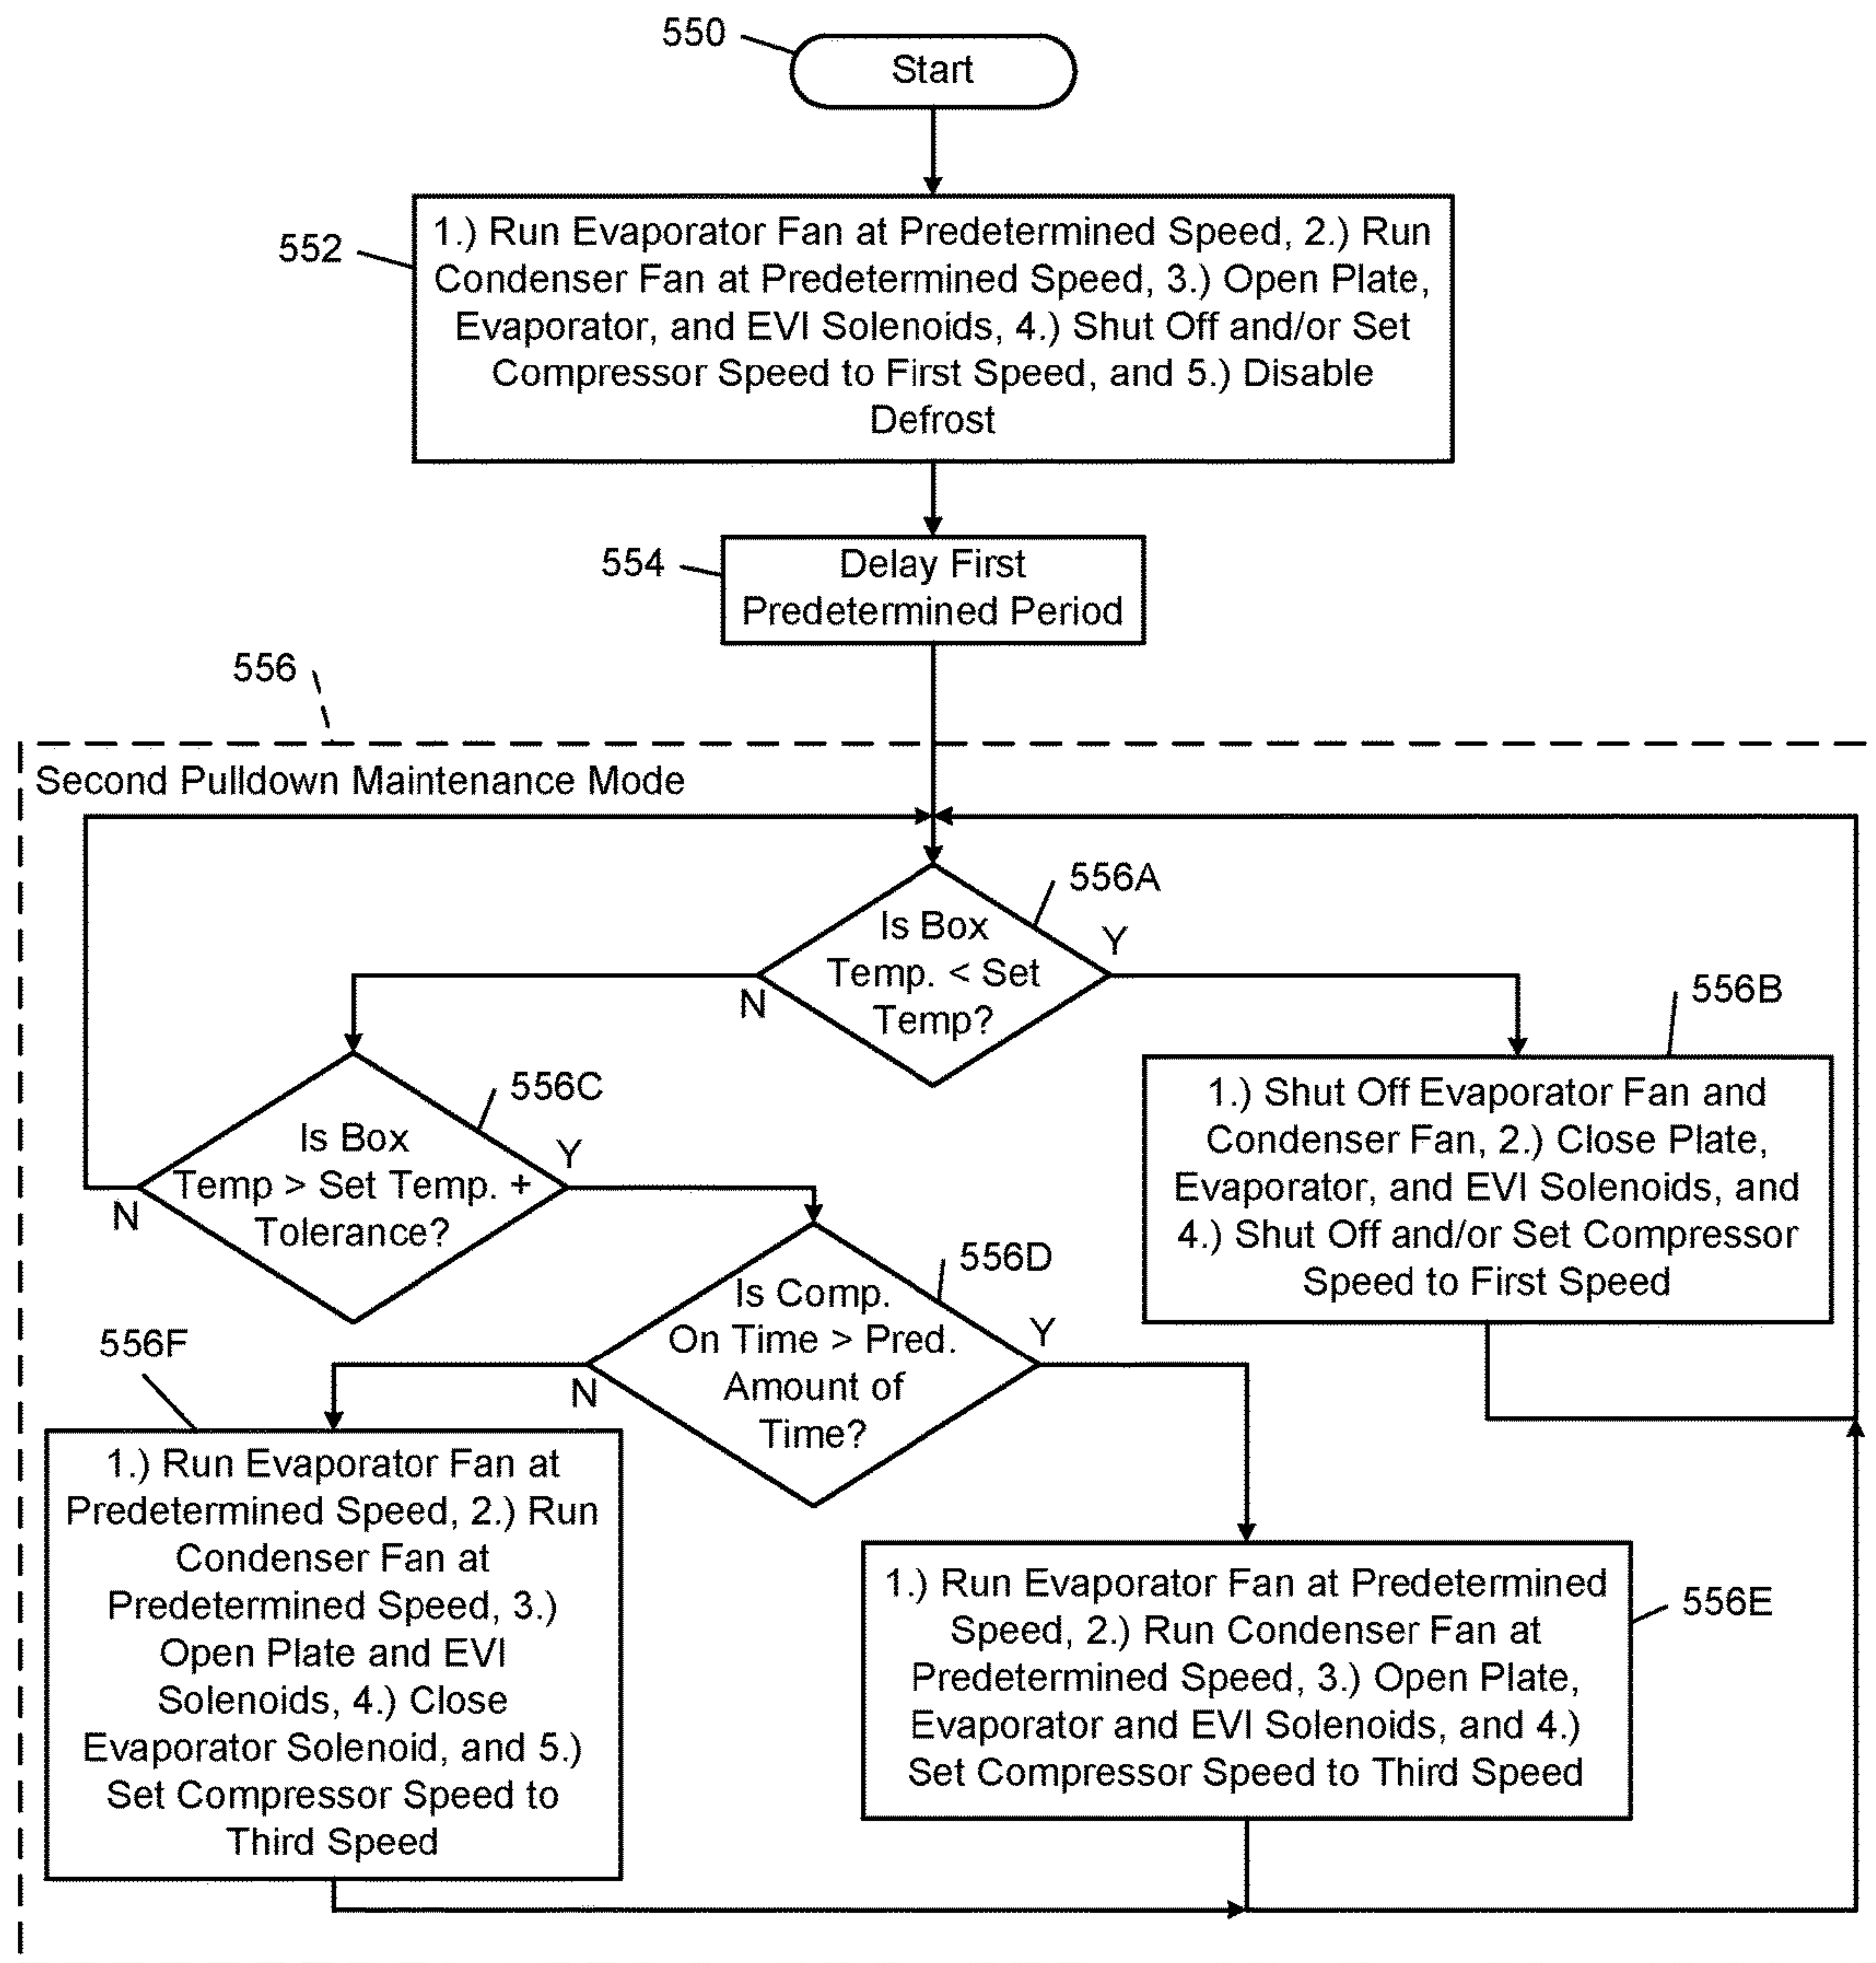 550
Start
552
1.) Run Evaporator Fan at Predetermined Speed, 2.) Run
Condenser Fan at Predetermined Speed, 3.) Open Plate,
Evaporator, and EVI Solenoids, 4.) Shut Off and/or Set
Compressor Speed to First Speed, and 5.) Disable
Defrost
554
Delay First
Predetermined Period
556
Second Pulldown Maintenance Mode
556A
Is Box
Temp. < Set
Temp?
Y
N
556B
1.) Shut Off Evaporator Fan and
Condenser Fan, 2.) Close Plate,
Evaporator, and EVI Solenoids, and
4.) Shut Off and/or Set Compressor
Speed to First Speed
556C
Is Box
Temp > Set Temp. +
Tolerance?
Y
N
556D
Is Comp.
On Time > Pred.
Amount of
Time?
Y
N
556F
1.) Run Evaporator Fan at
Predetermined Speed, 2.) Run
Condenser Fan at
Predetermined Speed, 3.)
Open Plate and EVI
Solenoids, 4.) Close
Evaporator Solenoid, and 5.)
Set Compressor Speed to
Third Speed
1.) Run Evaporator Fan at Predetermined
Speed, 2.) Run Condenser Fan at
Predetermined Speed, 3.) Open Plate,
Evaporator and EVI Solenoids, and 4.)
Set Compressor Speed to Third Speed
556E